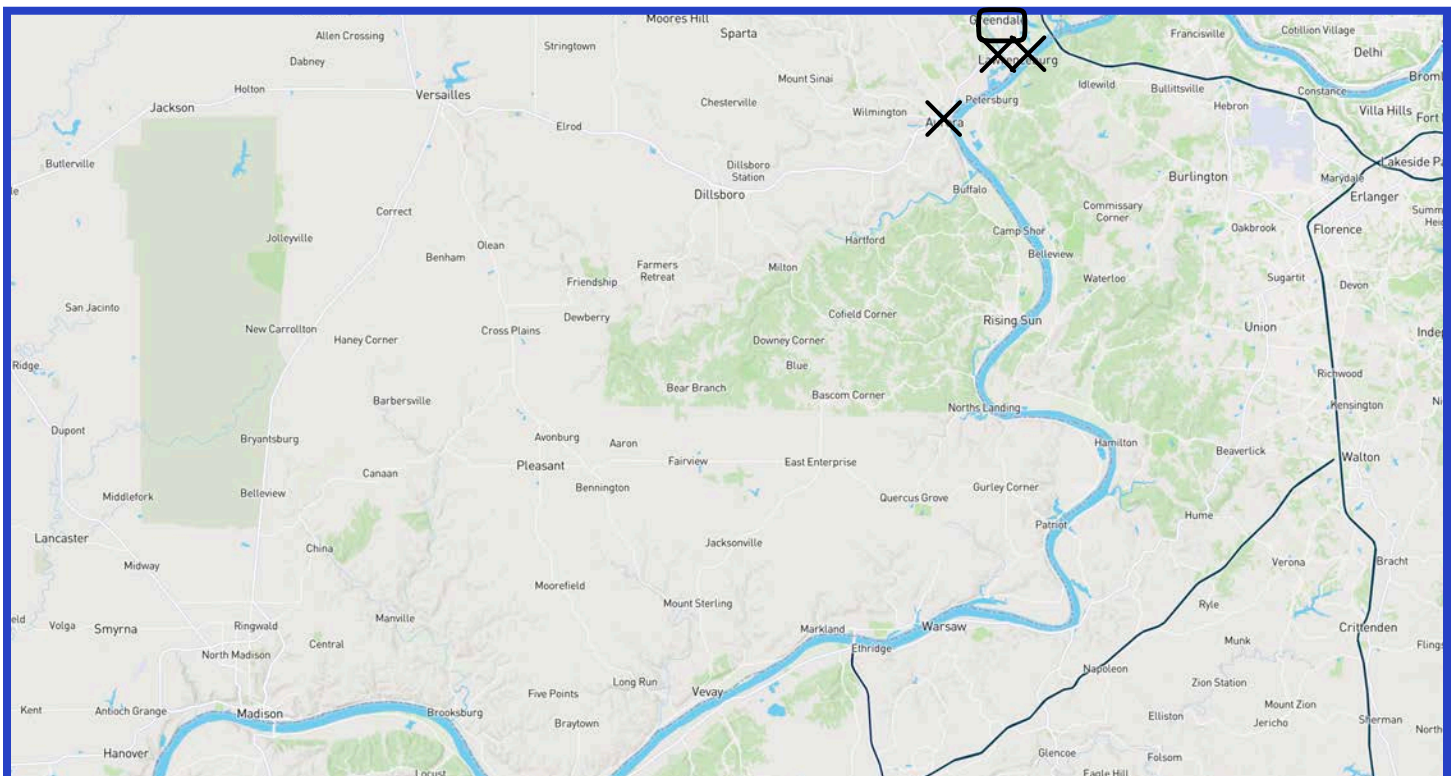 Moores Hill
Greendale
Sparta
Allen Crossing
Stringtown
Francisville
Cotillion Village
Delhi
Dabney
Lawrenceburg
Mount Sinai
Idlewild
Bullittsville
Constance
Holton
Versailles
Jackson
Chesterville
Wilmington
Petersburg
Hebron
Villa Hills
Aurora
Elrod
Butlerville
Dillsboro
Station
Lakeside Pa
Burlington
Marydale
Dillsboro
Buffalo
Erlanger
Correct
Commissary
Corner
Jolleyville
Olean
Hartford
Camp Shor
Oakbrook
Florence
Benham
Farmers
Retreat
Milton
Belleview
Friendship
Waterloo
Sugartit
Devon
San Jacinto
Dewberry
Cofield Corner
Rising Sun
Union
New Carrollton
Haney Corner
Cross Plains
Downey Corner
Ridge
Blue
Richwood
Bear Branch
Bascom Corner
Barbersville
Norths Landing
Kensington
Dupont
Bryantsburg
Avonburg
Aaron
Hamilton
Beaverlick
Walton
Canaan
Pleasant
Fairview
East Enterprise
Middlefork
Belleview
Bennington
Quercus Grove
Gurley Corner
Hume
Patriot
Lancaster
China
Jacksonville
Midway
Verona
Bracht
Moorefield
Mount Sterling
Ryle
Volga
Smyrna
Ringwald
Manville
Markland
Warsaw
Crittenden
Central
Munk
North Madison
Ethridge
Napoleon
Long Run
Zion Station
Five Points
Vevay
Kent
Antioch Grange
Madison
Brooksburg
Braytown
Elliston
Mount Zion
Jericho
Sherman
Hanover
Glencoe
Folsom
Locust
Eagle Hill